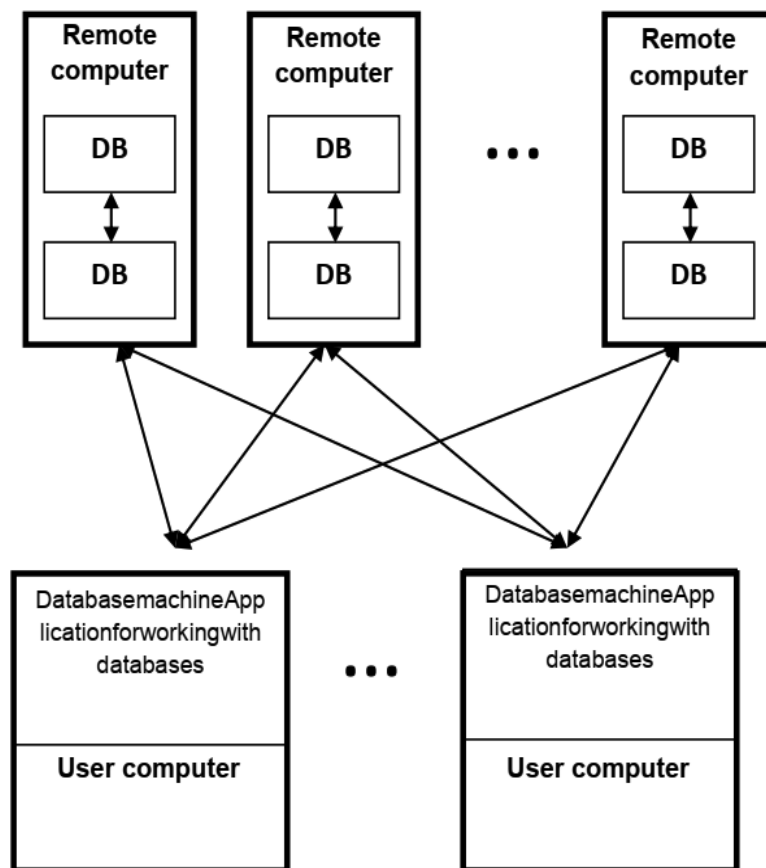 Remote
computer
DB
DB
Remote
computer
DB
DB
...
Remote
computer
DB
DB
DatabasemachineApp
licationforworkingwith
databases
User computer
...
DatabasemachineApp
licationforworkingwith
databases
User computer